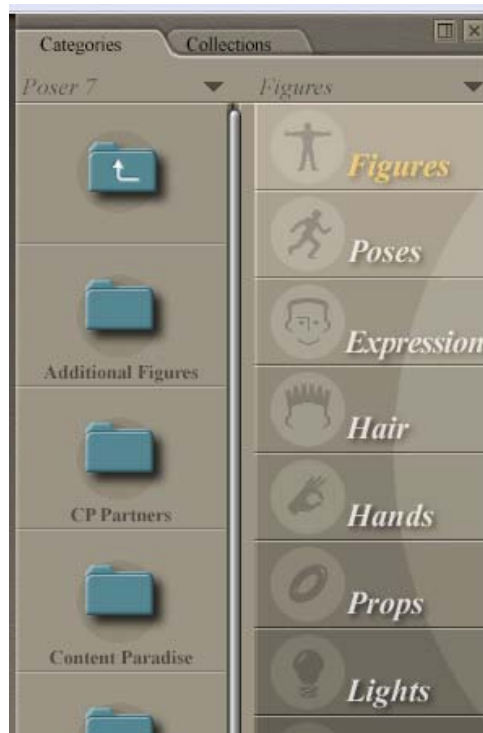 Categories
Collections
Poser 7
Figures
Figures
Poses
Expression
Additional Figures
Hair
CP Partners
Hands
Props
Content Paradise
Lights